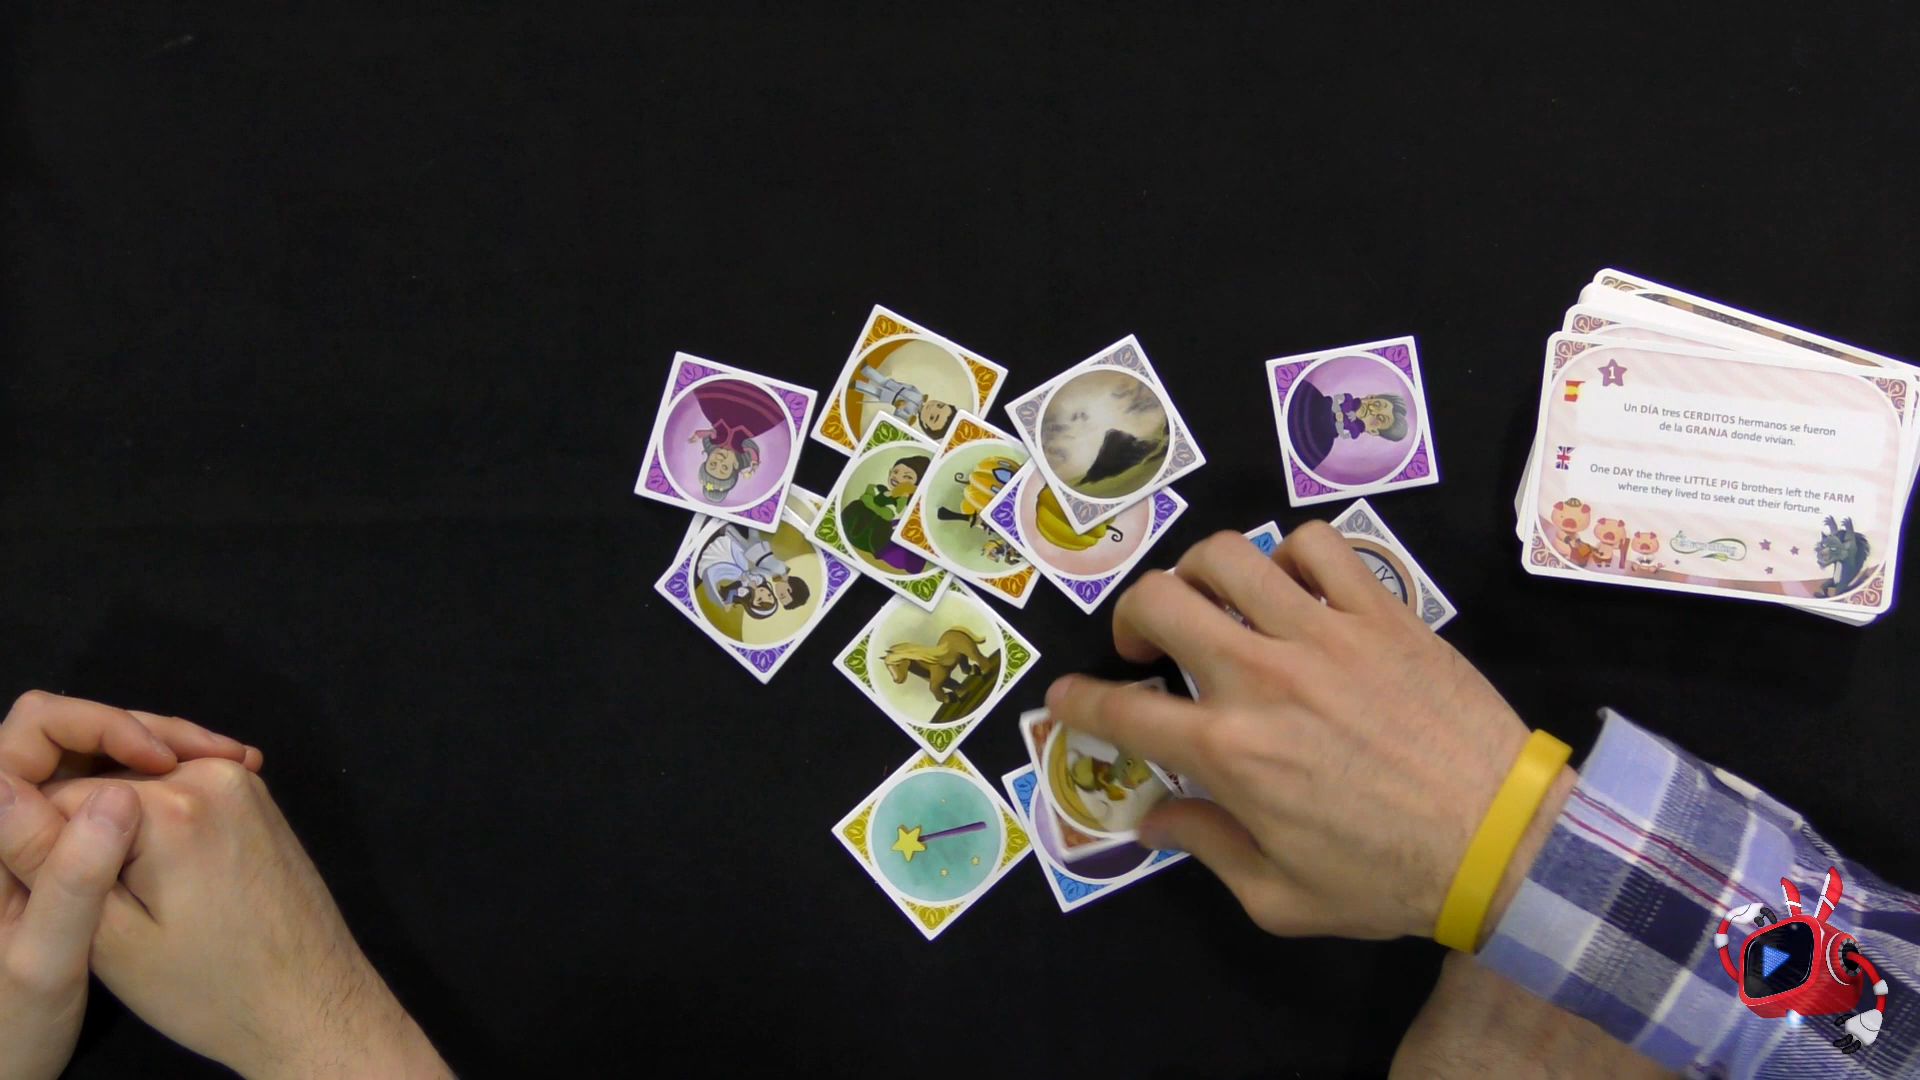 1
Un DÍA tres CERDITOS hermanos se fueron
de la GRANJA donde vivían.
One DAY the three LITTLE PIG brothers left the FARM
where they lived to seek out their fortune.